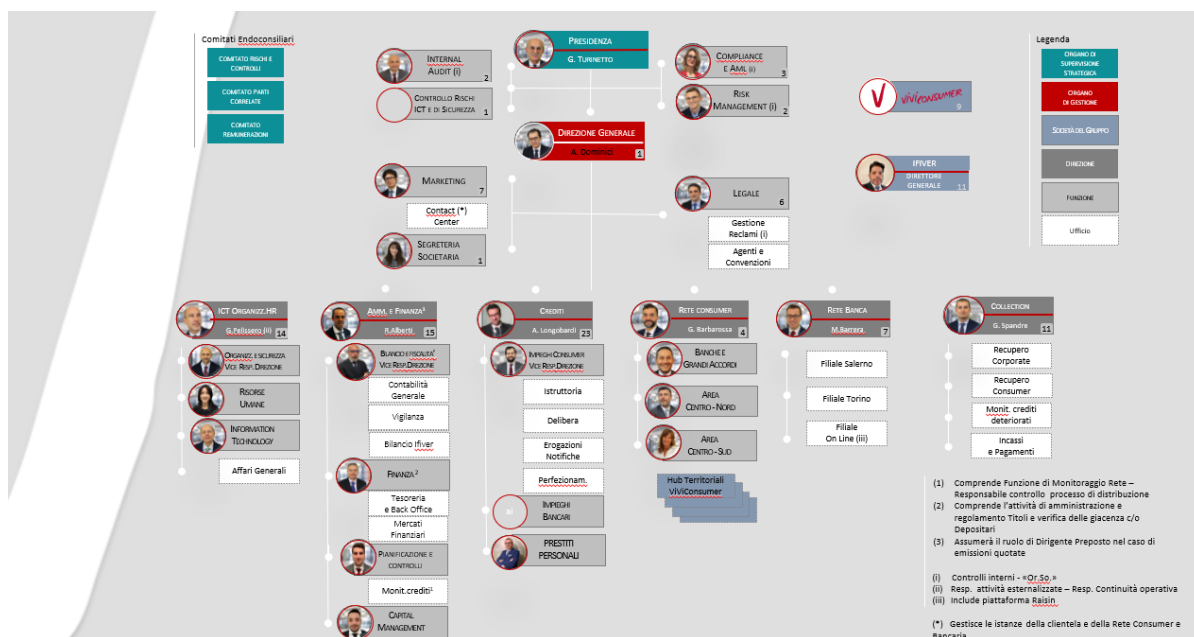 Comitati Endoconsiliari
COMITATO RISCHI E
CONTROLLI
COMITATO PARTI
CORRELATE
COMITATO
REMUNERAZIONI
PRESIDENZA
G. TURINETTO
INTERNAL
AUDIT (i)
2
CONTROLLO RISCHI
ICT E DI SICUREZZA
1
COMPLIANCE
E AML (ii)
3
RISK
MANAGEMENT (i)
2
DIREZIONE GENERALE
A. Dominici
1
MARKETING
7
Contact (*)
Center
SEGRETERIA
SOCIETARIA
1
LEGALE
6
Gestione
Reclami (i)
Agenti e
Convenzioni
V
VIVICONSUMER
9
IFIVER
DIRETTORE
GENERALE
11
Legenda
ORGANO DI
SUPERVISIONE
STRATEGICA
ORGANO
DI GESTIONE
SOCIETÀ DEL GRUPPO
DIREZIONE
FUNZIONE
Ufficio
ICT ORGANIZZ.HR
G.Pelissero (ii)
14
ORGANIZZ. E SICUREZZA
VICE RESP. DIREZIONE
RISORSE
UMANE
INFORMATION
TECHNOLOGY
Affari Generali
AMM. E FINANZA³
R.Alberti
15
BILANCIO E FISCALITA'
VICE RESP.DIREZIONE
Contabilità
Generale
Vigilanza
Bilancio Ifiver
FINANZA ²
Tesoreria
e Back Office
Mercati
Finanziari
PIANIFICAZIONE E
CONTROLLI
Monit.crediti¹
CAPITAL
MANAGEMENT
CREDITI
A. Longobardi
23
IMPIEGHI CONSUMER
VICE RESP.DIREZIONE
Istruttoria
Delibera
Erogazioni
Notifiche
Perfezionam.
IMPIEGHI
BANCARI
PRESTITI
PERSONALI
RETE CONSUMER
G. Barbarossa
4
BANCHE E
GRANDI ACCORDI
AREA
CENTRO - NORD
AREA
CENTRO - SUD
Hub Territoriali
ViViConsumer
RETE BANCA
M.Barrera.
7
Filiale Salerno
Filiale Torino
Filiale
On Line (iii)
COLLECTION
G. Spandre
11
Recupero
Corporate
Recupero
Consumer
Monit. crediti
deteriorati
Incassi
e Pagamenti
(1) Comprende Funzione di Monitoraggio Rete –
Responsabile controllo processo di distribuzione
(2) Comprende l'attività di amministrazione e
regolamento Titoli e verifica delle giacenza c/o
Depositari
(3) Assumerà il ruolo di Dirigente Preposto nel caso di
emissioni quotate
(i) Controlli interni - «Or.So.»
(ii) Resp. attività esternalizzate – Resp. Continuità operativa
(iii) Include piattaforma Raisin
(*) Gestisce le istanze della clientela e della Rete Consumer e
Bancaria